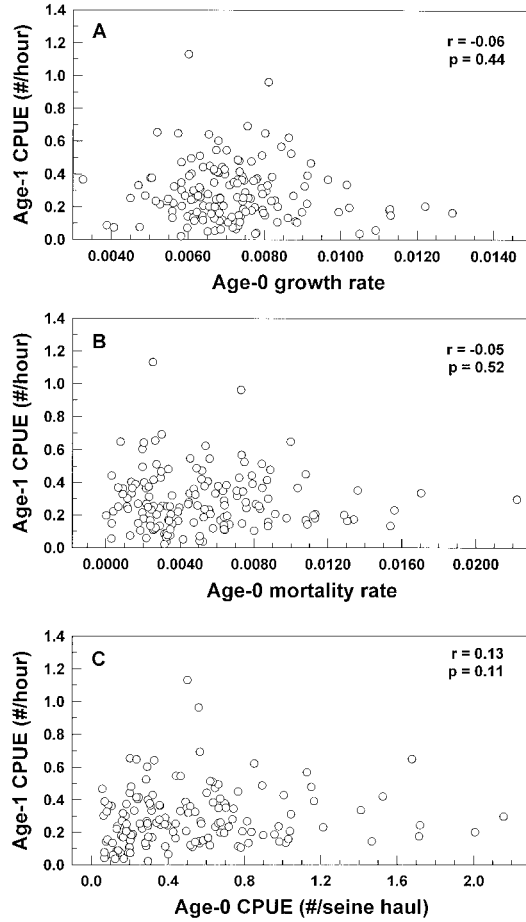 A
r = -0.06
p = 0.44
1.4
1.2
1.0
0.8
0.6
0.4
0.2
0.0
Age-1 CPUE (#/hour)
0.0040 0.0060 0.0080 0.0100 0.0120 0.0140
Age-0 growth rate
B
r = -0.05
p = 0.52
1.4
1.2
1.0
0.8
0.6
0.4
0.2
0.0
Age-1 CPUE (#/hour)
0.0000 0.0040 0.0080 0.0120 0.0160 0.0200
Age-0 mortality rate
C
r = 0.13
p = 0.11
1.4
1.2
1.0
0.8
0.6
0.4
0.2
0.0
Age-1 CPUE (#/hour)
0.0 0.4 0.8 1.2 1.6 2.0
Age-0 CPUE (#/seine haul)